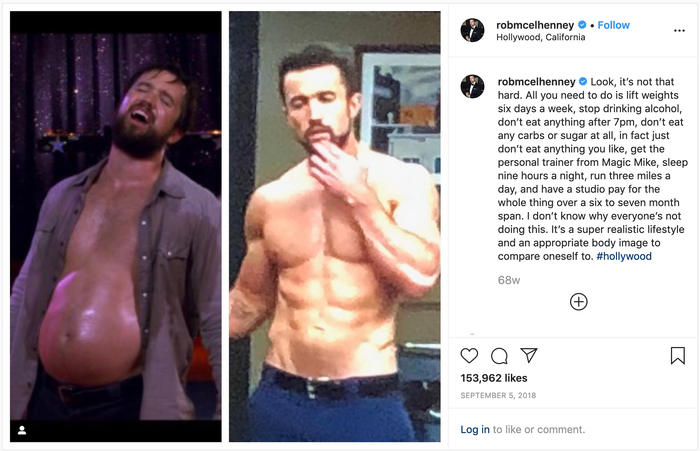 robmcelhenney • Follow
Hollywood, California
robmcelhenney Look, it's not that
hard. All you need to do is lift weights
six days a week, stop drinking alcohol,
don't eat anything after 7pm, don't eat
any carbs or sugar at all, in fact just
don't eat anything you like, get the
personal trainer from Magic Mike, sleep
nine hours a night, run three miles a
day, and have a studio pay for the
whole thing over a six to seven month
span. I don't know why everyone's not
doing this. It's a super realistic lifestyle
and an appropriate body image to
compare oneself to. #hollywood
68w
153,962 likes
SEPTEMBER 5, 2018
Log in to like or comment.